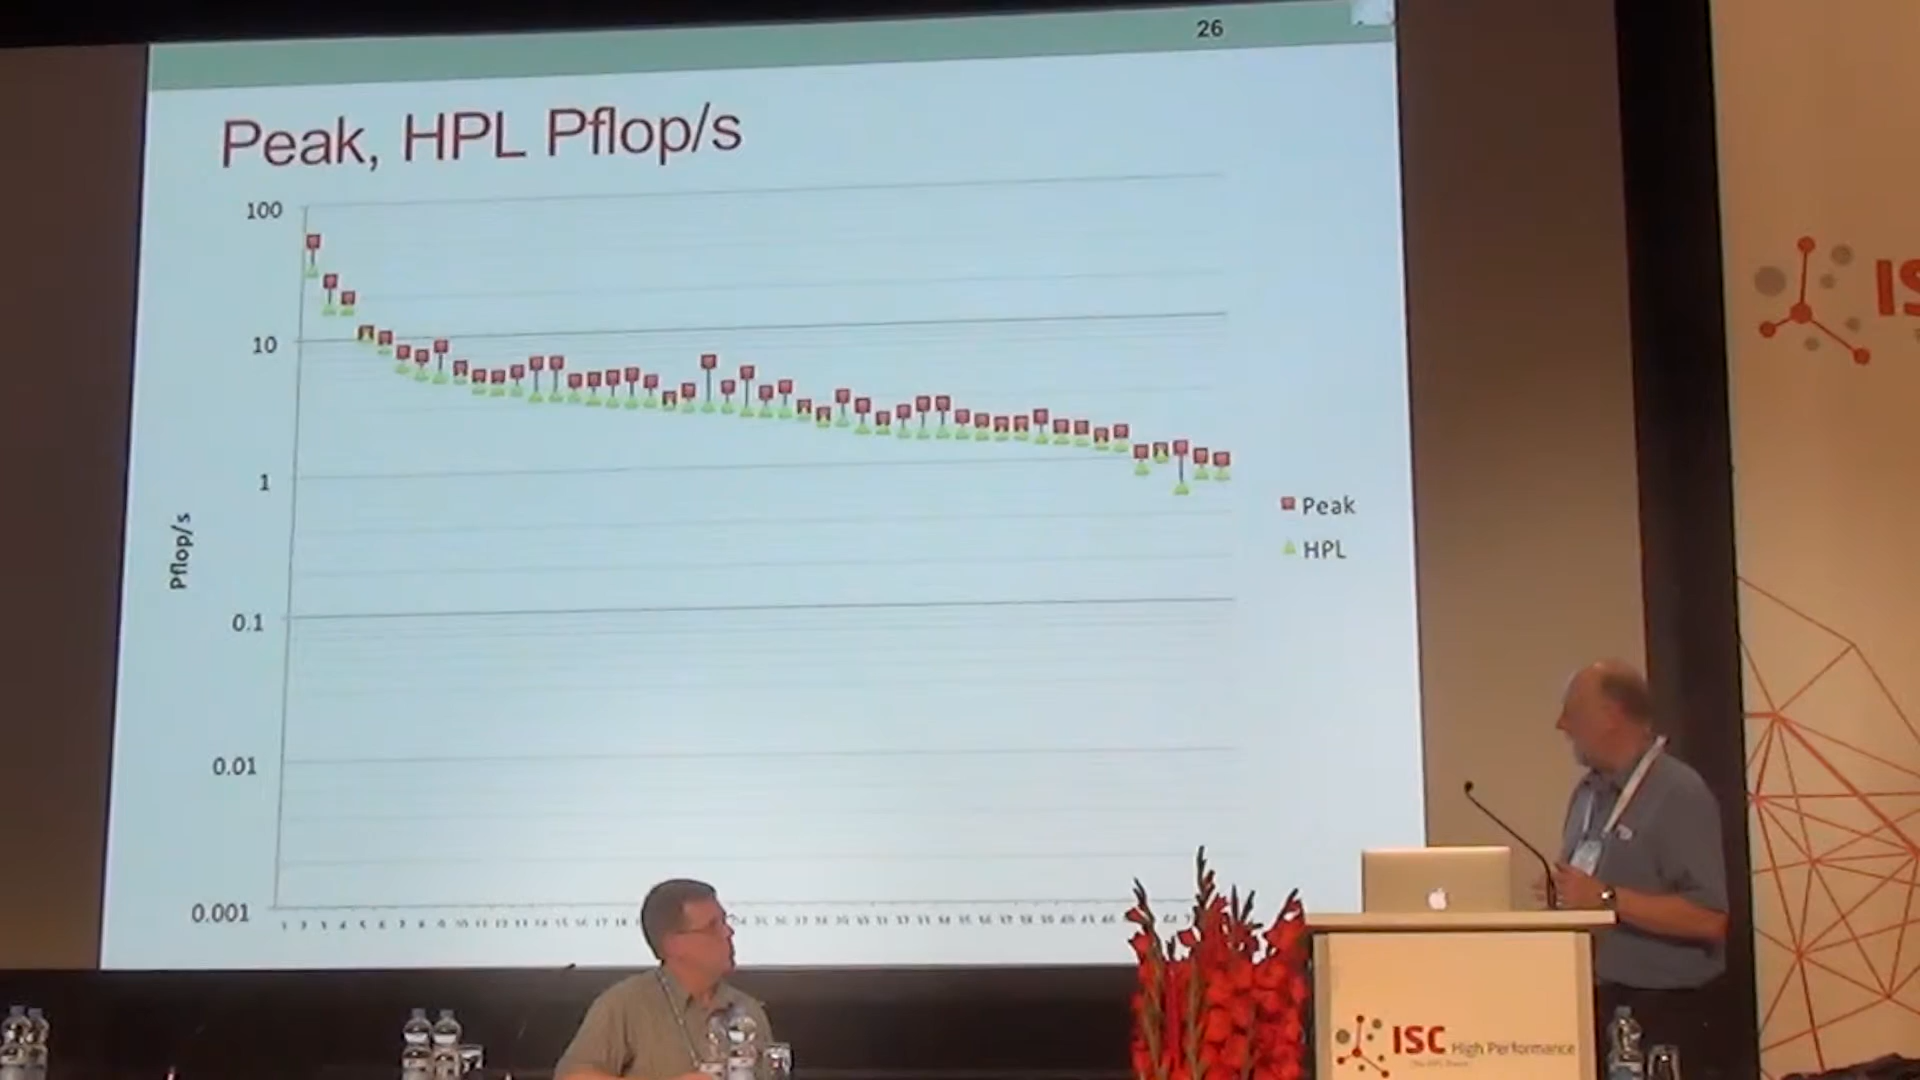 26
Peak, HPL Pflop/s
100
10
1
0.1
0.01
0.001
Pflop/s
Peak
HPL
IS
ISC High Performance